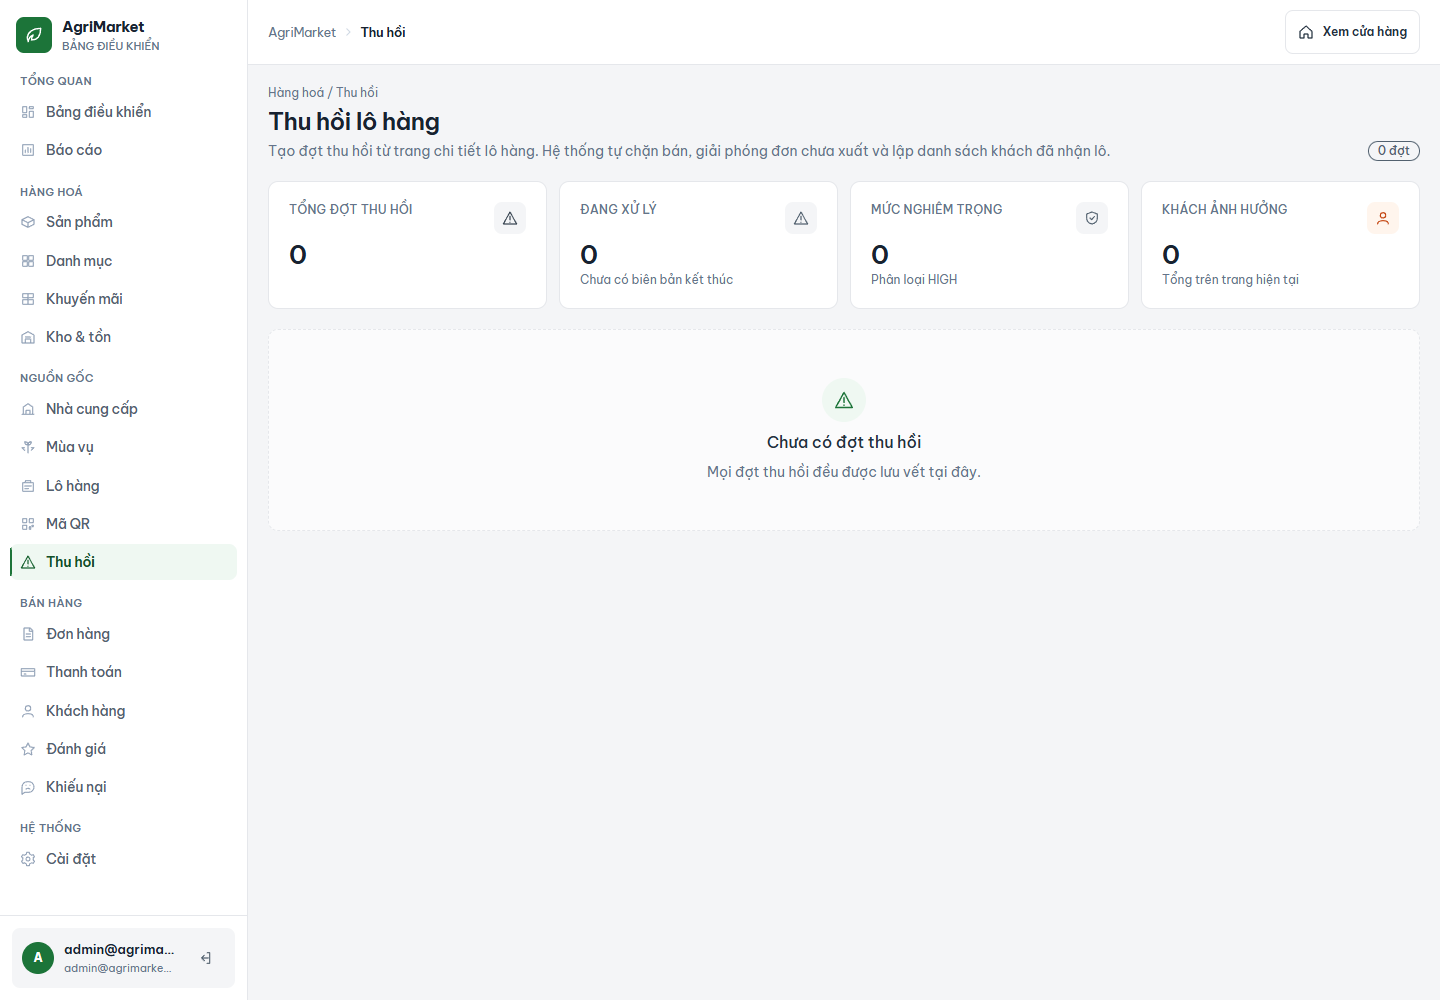 AgriMarket
BẢNG ĐIỀU KHIỂN
TỔNG QUAN
Bảng điều khiển
Báo cáo
HÀNG HOÁ
Sản phẩm
Danh mục
Khuyến mãi
Kho & tồn
NGUỒN GỐC
Nhà cung cấp
Mùa vụ
Lô hàng
Mã QR
Thu hồi
BÁN HÀNG
Đơn hàng
Thanh toán
Khách hàng
Đánh giá
Khiếu nại
HỆ THỐNG
Cài đặt
A
admin@agrima...
admin@agrimarke...
AgriMarket > Thu hồi
Xem cửa hàng
Hàng hoá / Thu hồi
Thu hồi lô hàng
Tạo đợt thu hồi từ trang chi tiết lô hàng. Hệ thống tự chặn bán, giải phóng đơn chưa xuất và lập danh sách khách đã nhận lô.
0 đợt
TỔNG ĐỢT THU HỒI
0
ĐANG XỬ LÝ
0
Chưa có biên bản kết thúc
MỨC NGHIÊM TRỌNG
0
Phân loại HIGH
KHÁCH ẢNH HƯỞNG
0
Tổng trên trang hiện tại
Chưa có đợt thu hồi
Mọi đợt thu hồi đều được lưu vết tại đây.